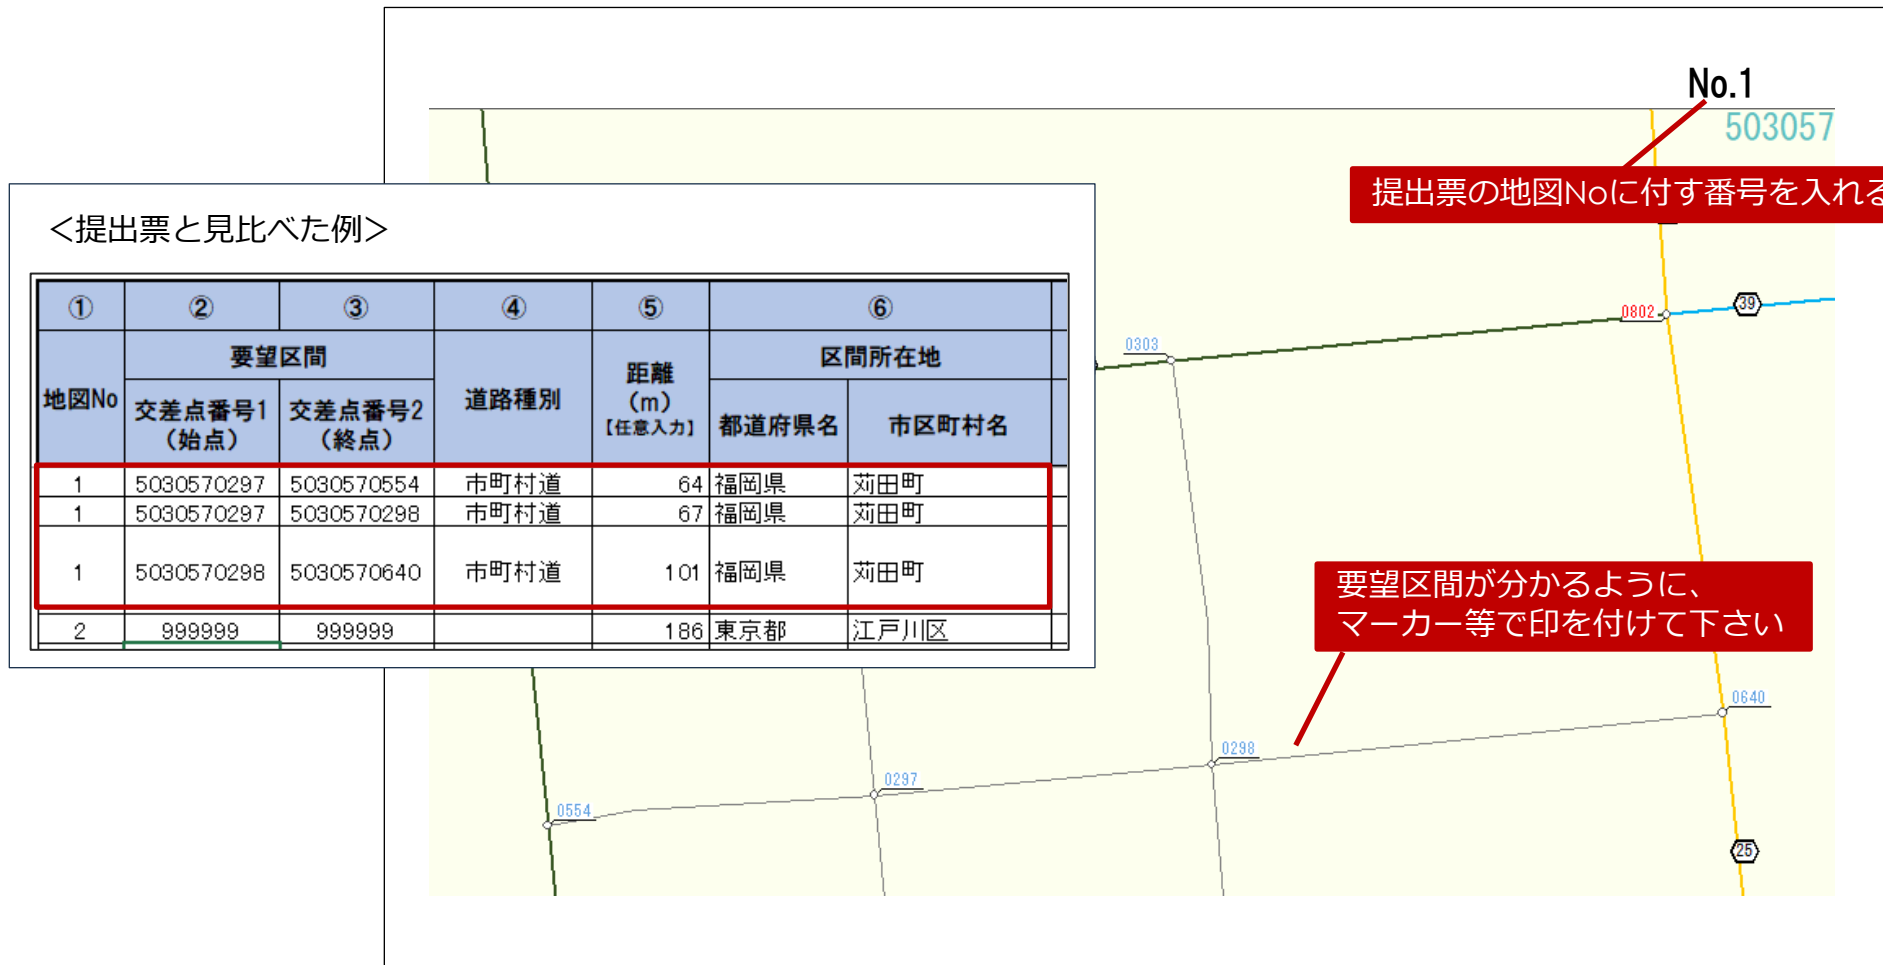 No.1
503057
提出票の地図Noに付す番号を入れる
＜提出票と見比べた例＞
① ② ③ ④ ⑤ ⑥
地図No 要望区間 道路種別 距離 区間所在地
（m）
【任意入力】
交差点番号1 交差点番号2 都道府県名 市区町村名
（始点） （終点）
1 5030570297 5030570554 市町村道 64 福岡県 苅田町
1 5030570297 5030570298 市町村道 67 福岡県 苅田町
1 5030570298 5030570640 市町村道 101 福岡県 苅田町
2 999999 999999 186 東京都 江戸川区
0802
39
0303
要望区間が分かるように、
マーカー等で印を付けて下さい
0640
0298
0297
0554
25